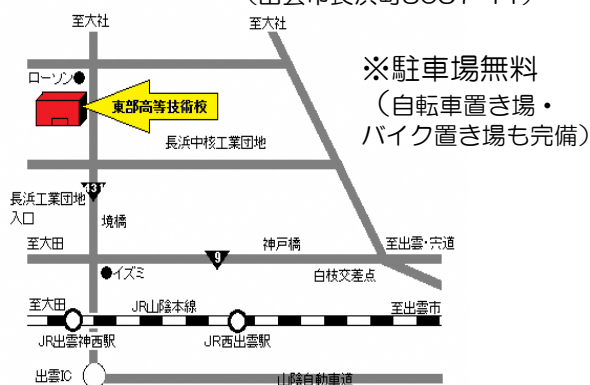 至大社
至大社
ローソン
※駐車場無料
（自転車置き場・
バイク置き場も完備）
東部高等技術校
長浜中核工業団地
長浜工業団地
入口
境橋
至大田
9
神戸橋
至出雲・宍道
イズミ
白枝交差点
至大田
JR山陰本線
至出雲市
JR出雲神西駅
JR西出雲駅
出雲IC
山陰自動車道